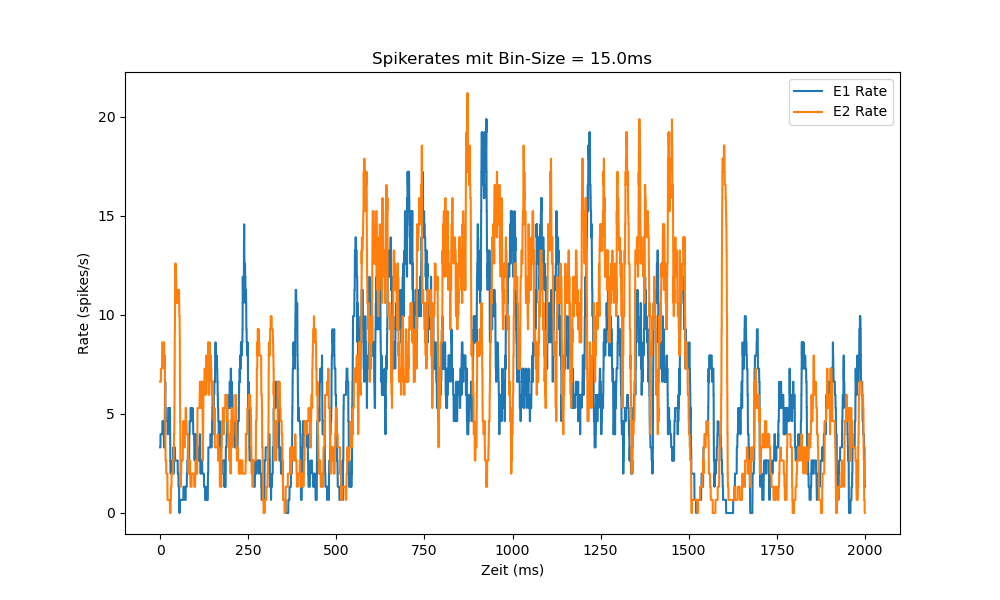 Spikerates mit Bin-Size = 15.0ms
E1 Rate
E2 Rate
Rate (spikes/s)
20
15
10
5
0
0 250 500 750 1000 1250 1500 1750 2000
Zeit (ms)